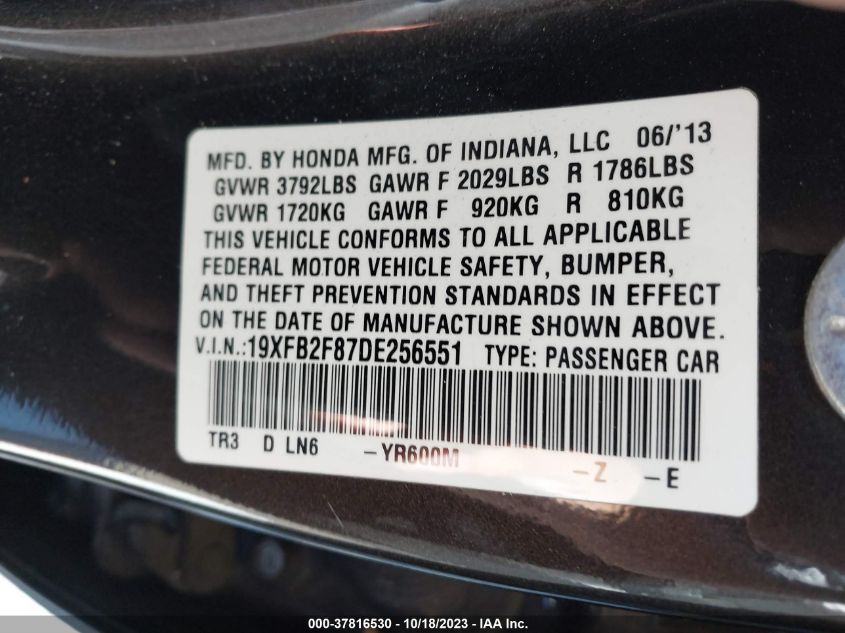 MFD. BY HONDA MFG. OF INDIANA, LLC 06/'13
GVWR 3792LBS GAWR F 2029LBS R 1786LBS
GVWR 1720KG GAWR F 920KG R 810KG
THIS VEHICLE CONFORMS TO ALL APPLICABLE
FEDERAL MOTOR VEHICLE SAFETY, BUMPER,
AND THEFT PREVENTION STANDARDS IN EFFECT
ON THE DATE OF MANUFACTURE SHOWN ABOVE.
V.I.N.:19XFB2F87DE256551 TYPE: PASSENGER CAR
TR3 D LN6 -YR600M -Z -E
000-37816530 - 10/18/2023 - IAA Inc.